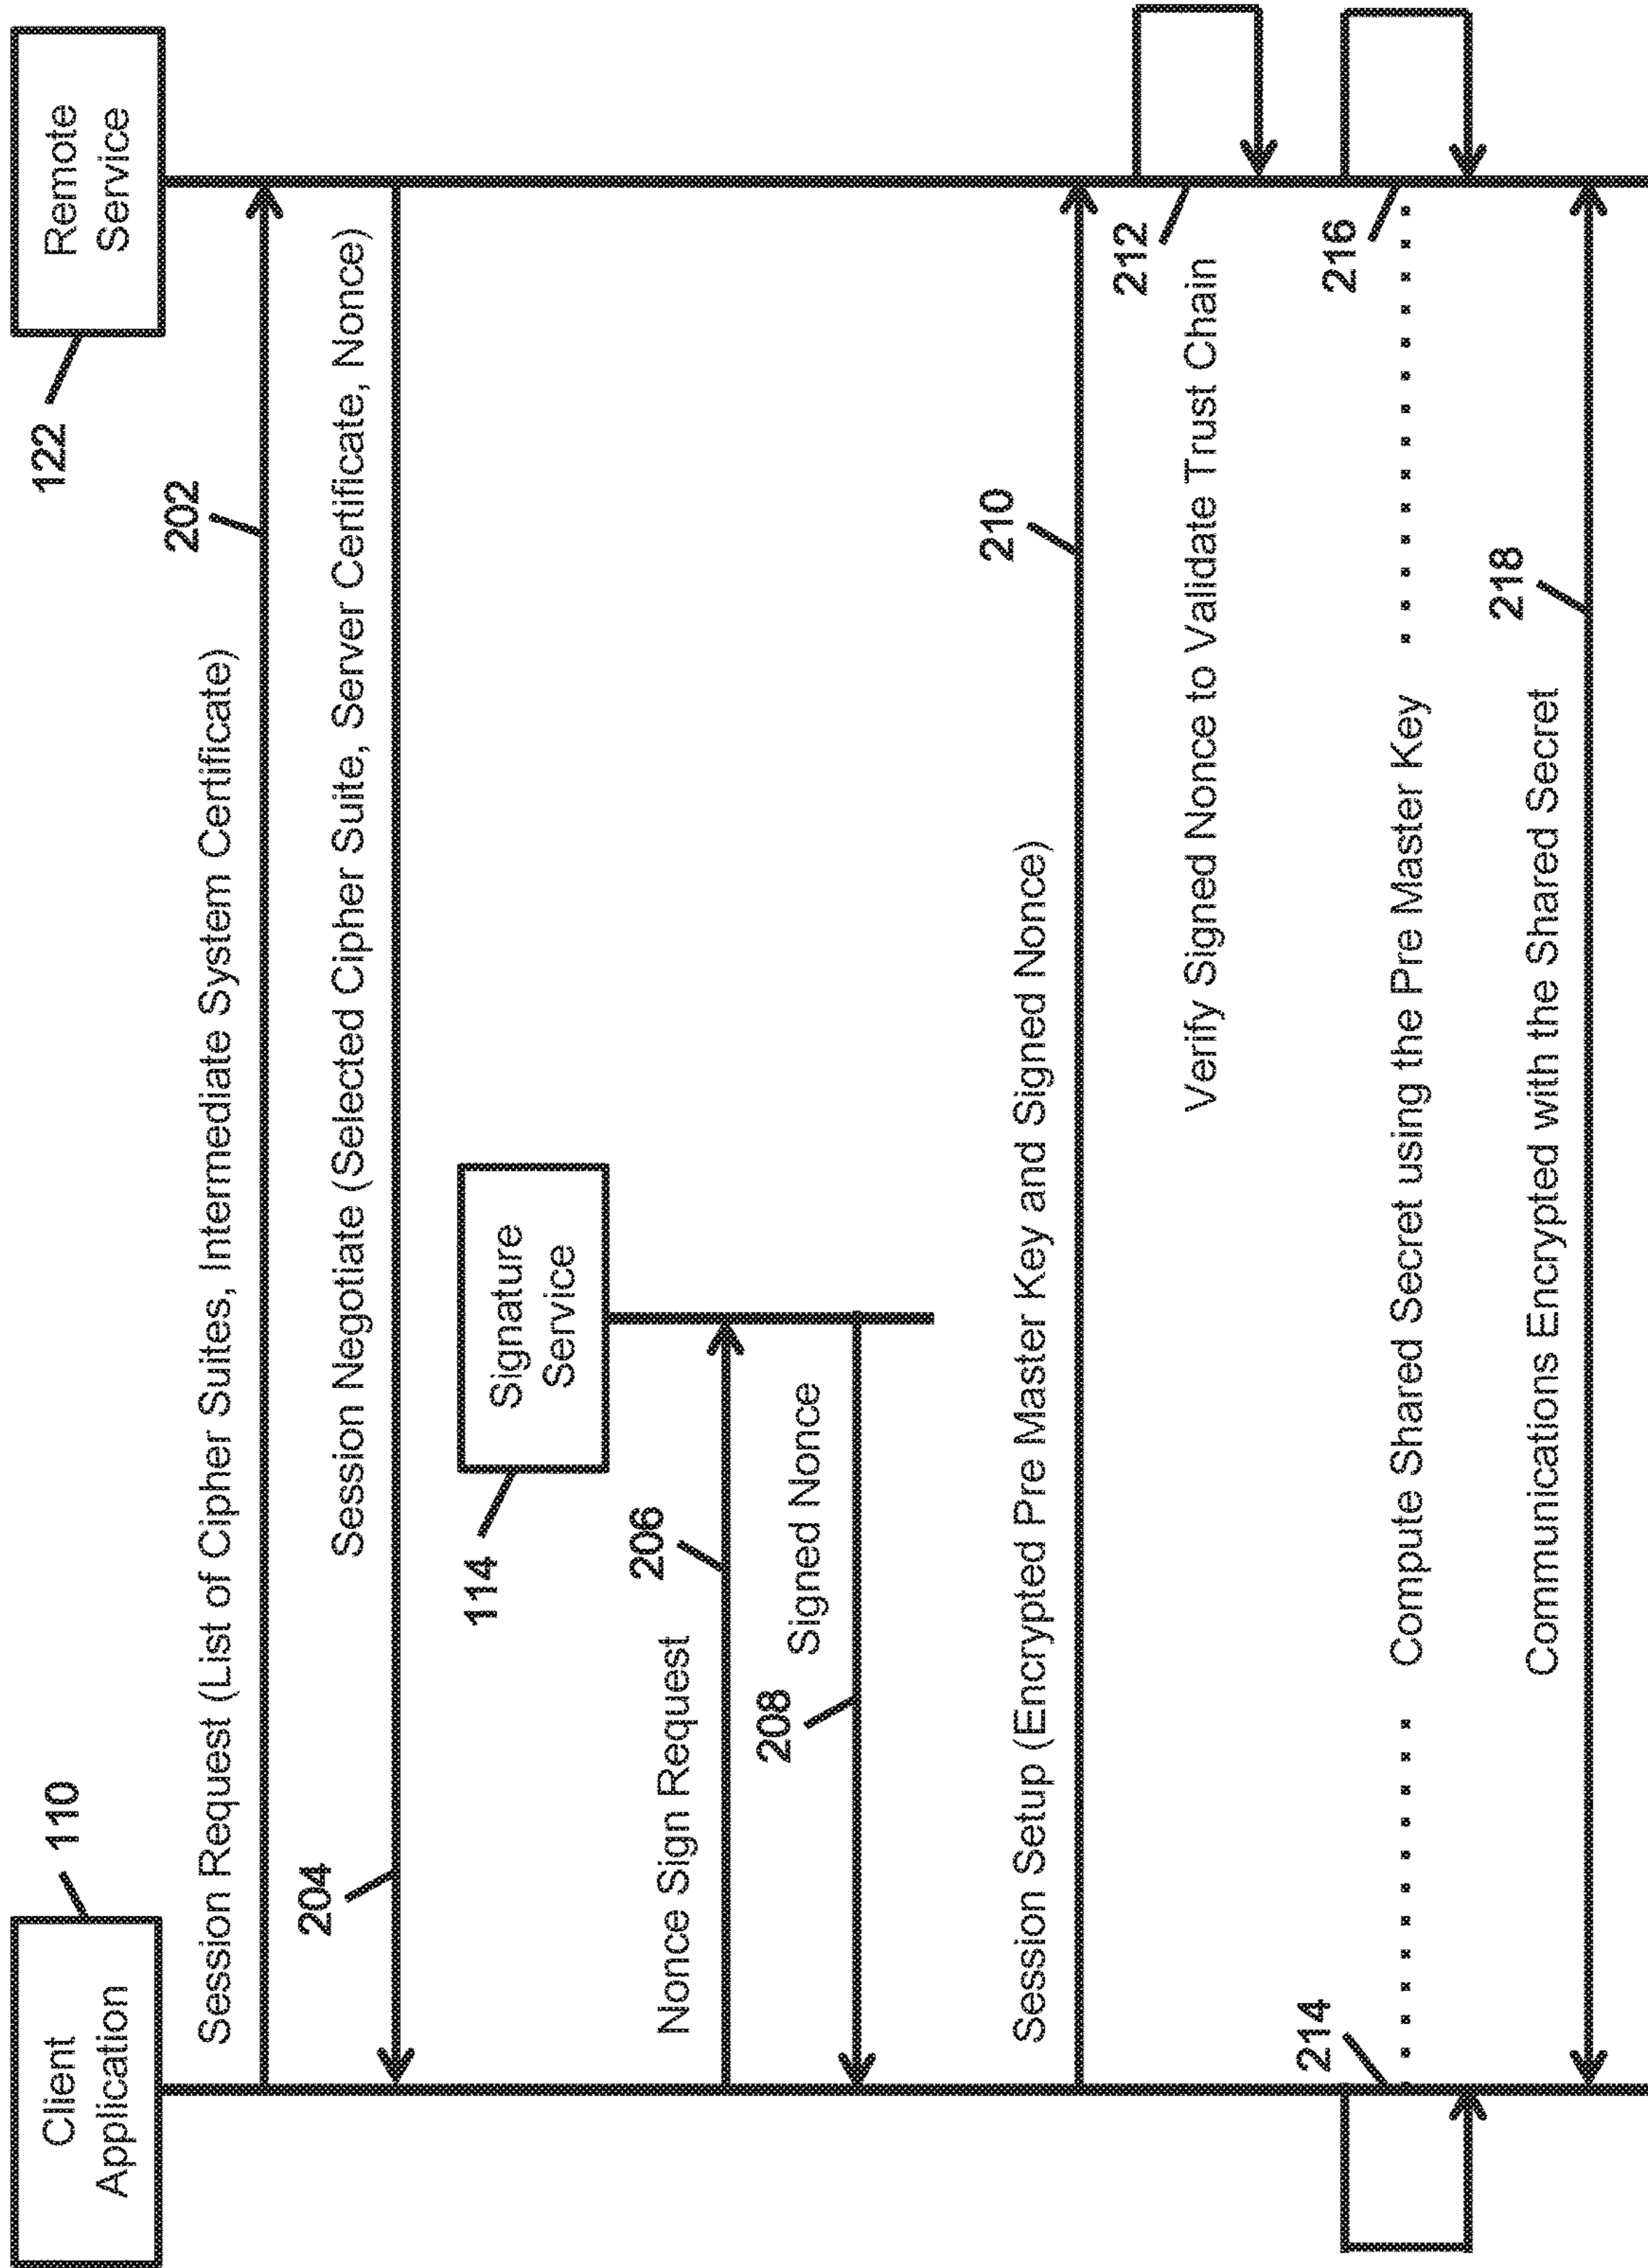 Client
Application
110
Remote
Service
122
Session Request (List of Cipher Suites, Intermediate System Certificate)
202
Session Negotiate (Selected Cipher Suite, Server Certificate, Nonce)
204
Signature
Service
114
Nonce Sign Request
206
Signed Nonce
208
Session Setup (Encrypted Pre Master Key and Signed Nonce)
210
Verify Signed Nonce to Validate Trust Chain
212
214
Compute Shared Secret using the Pre Master Key
216
Communications Encrypted with the Shared Secret
218